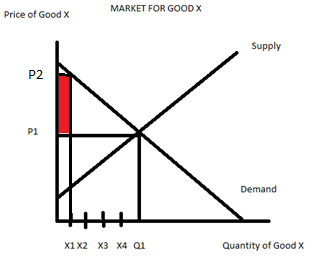 MARKET FOR GOOD X
Price of Good X
Supply
P2
P1
Demand
X1 X2 X3 X4 Q1
Quantity of Good X